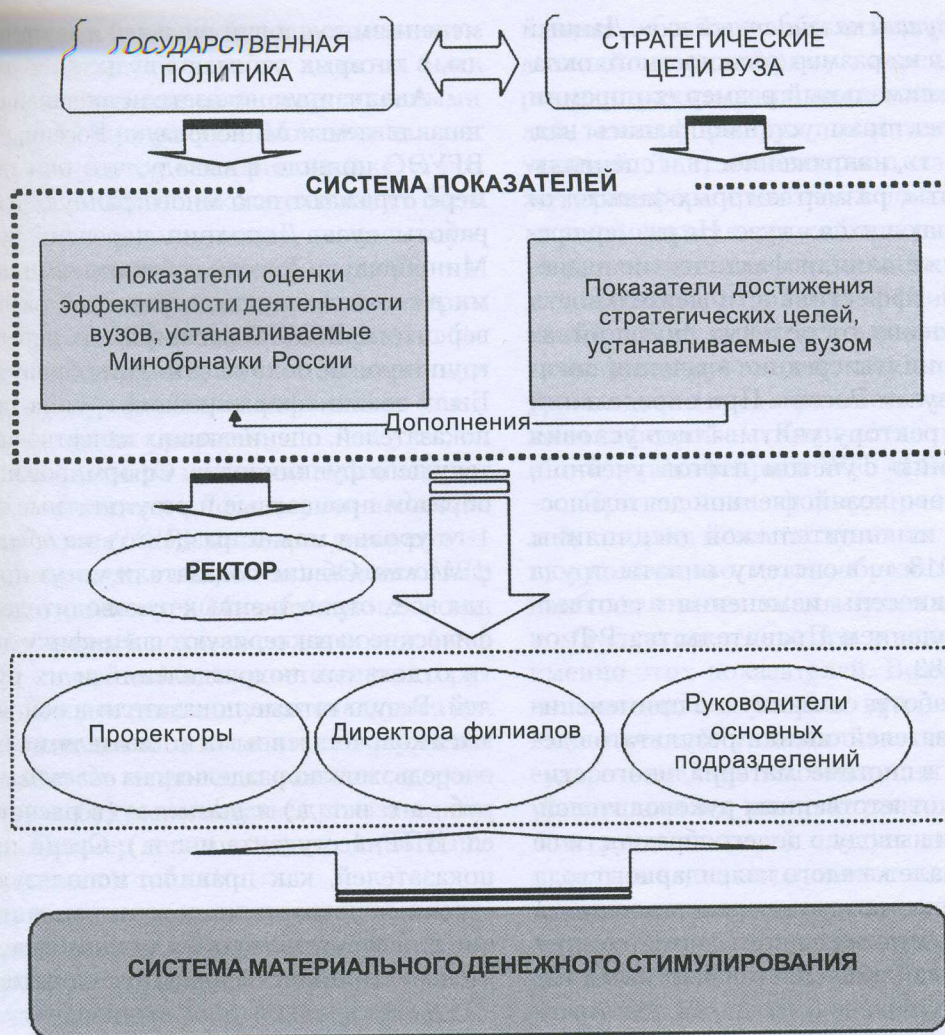 ГОСУДАРСТВЕННАЯ
ПОЛИТИКА
СТРАТЕГИЧЕСКИЕ
ЦЕЛИ ВУЗА
СИСТЕМА ПОКАЗАТЕЛЕЙ
Показатели оценки
эффективности деятельности
вузов, устанавливаемые
Минобрнауки России
Показатели достижения
стратегических целей,
устанавливаемые вузом
Дополнения
РЕКТОР
Проректоры
Директора филиалов
Руководители
основных
подразделений
СИСТЕМА МАТЕРИАЛЬНОГО ДЕНЕЖНОГО СТИМУЛИРОВАНИЯ